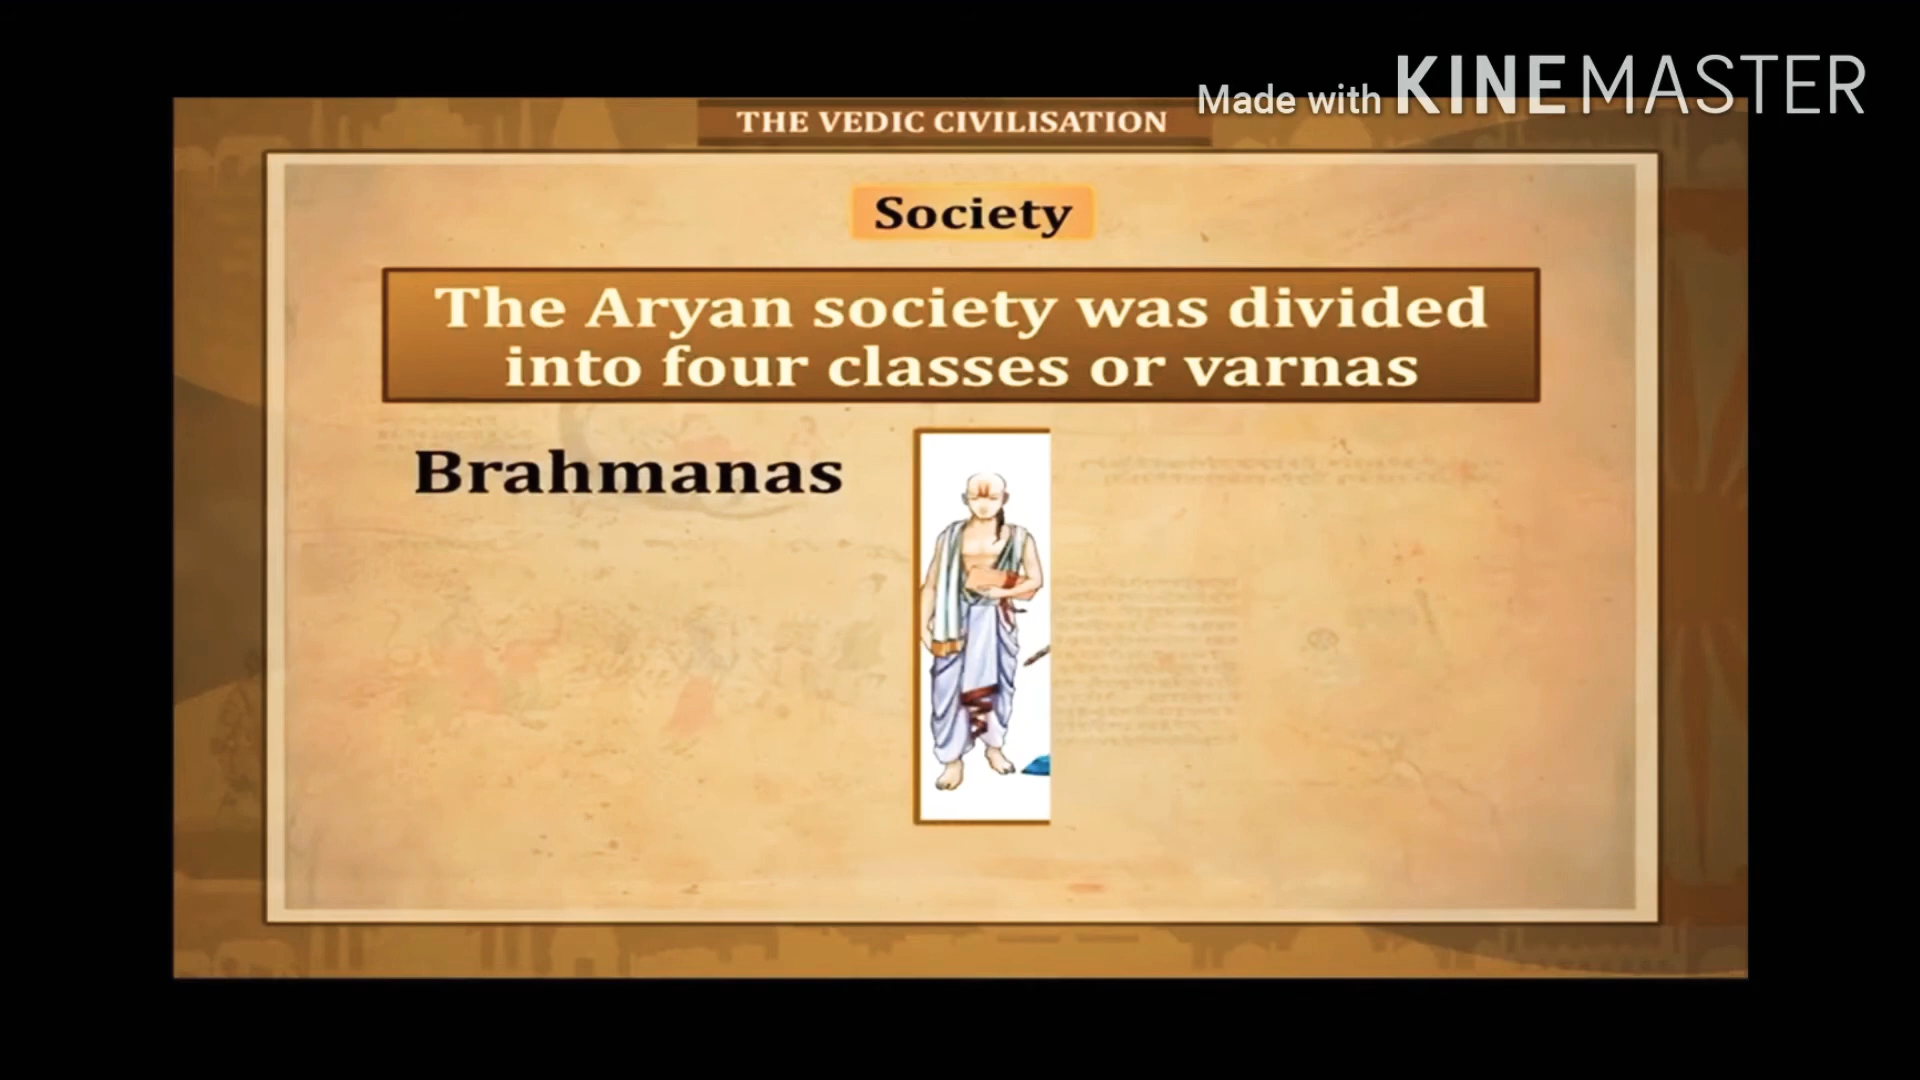 Made with KINEMASTER
THE VEDIC CIVILISATION
Society
The Aryan society was divided
into four classes or varnas
Brahmanas